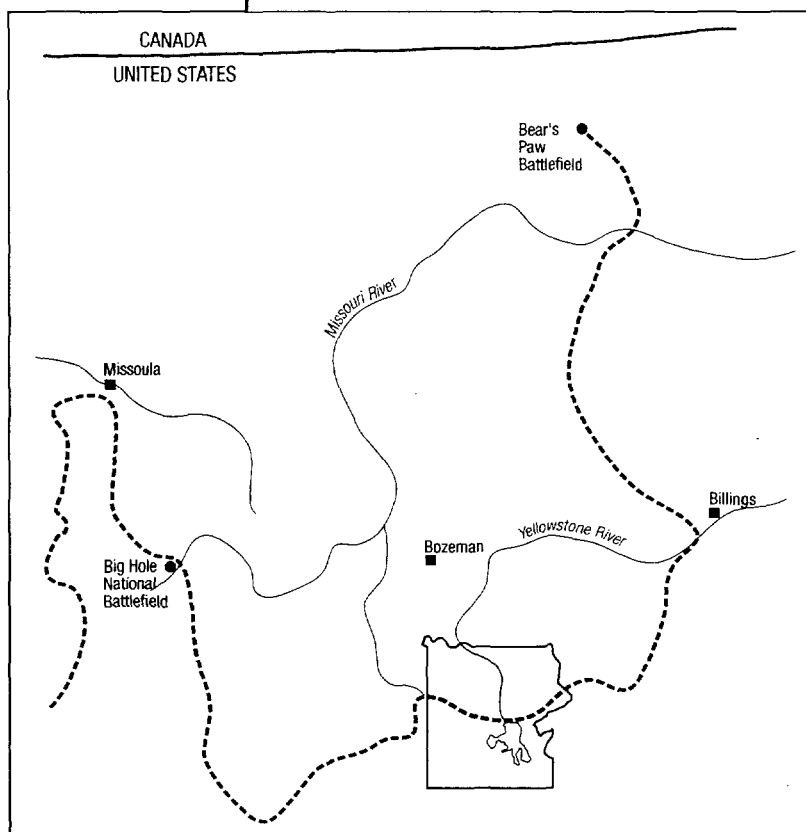 CANADA
UNITED STATES
Bear's
Paw
Battlefield
Missouri River
Missoula
Billings
Yellowstone River
Bozeman
Big Hole
National
Battlefield